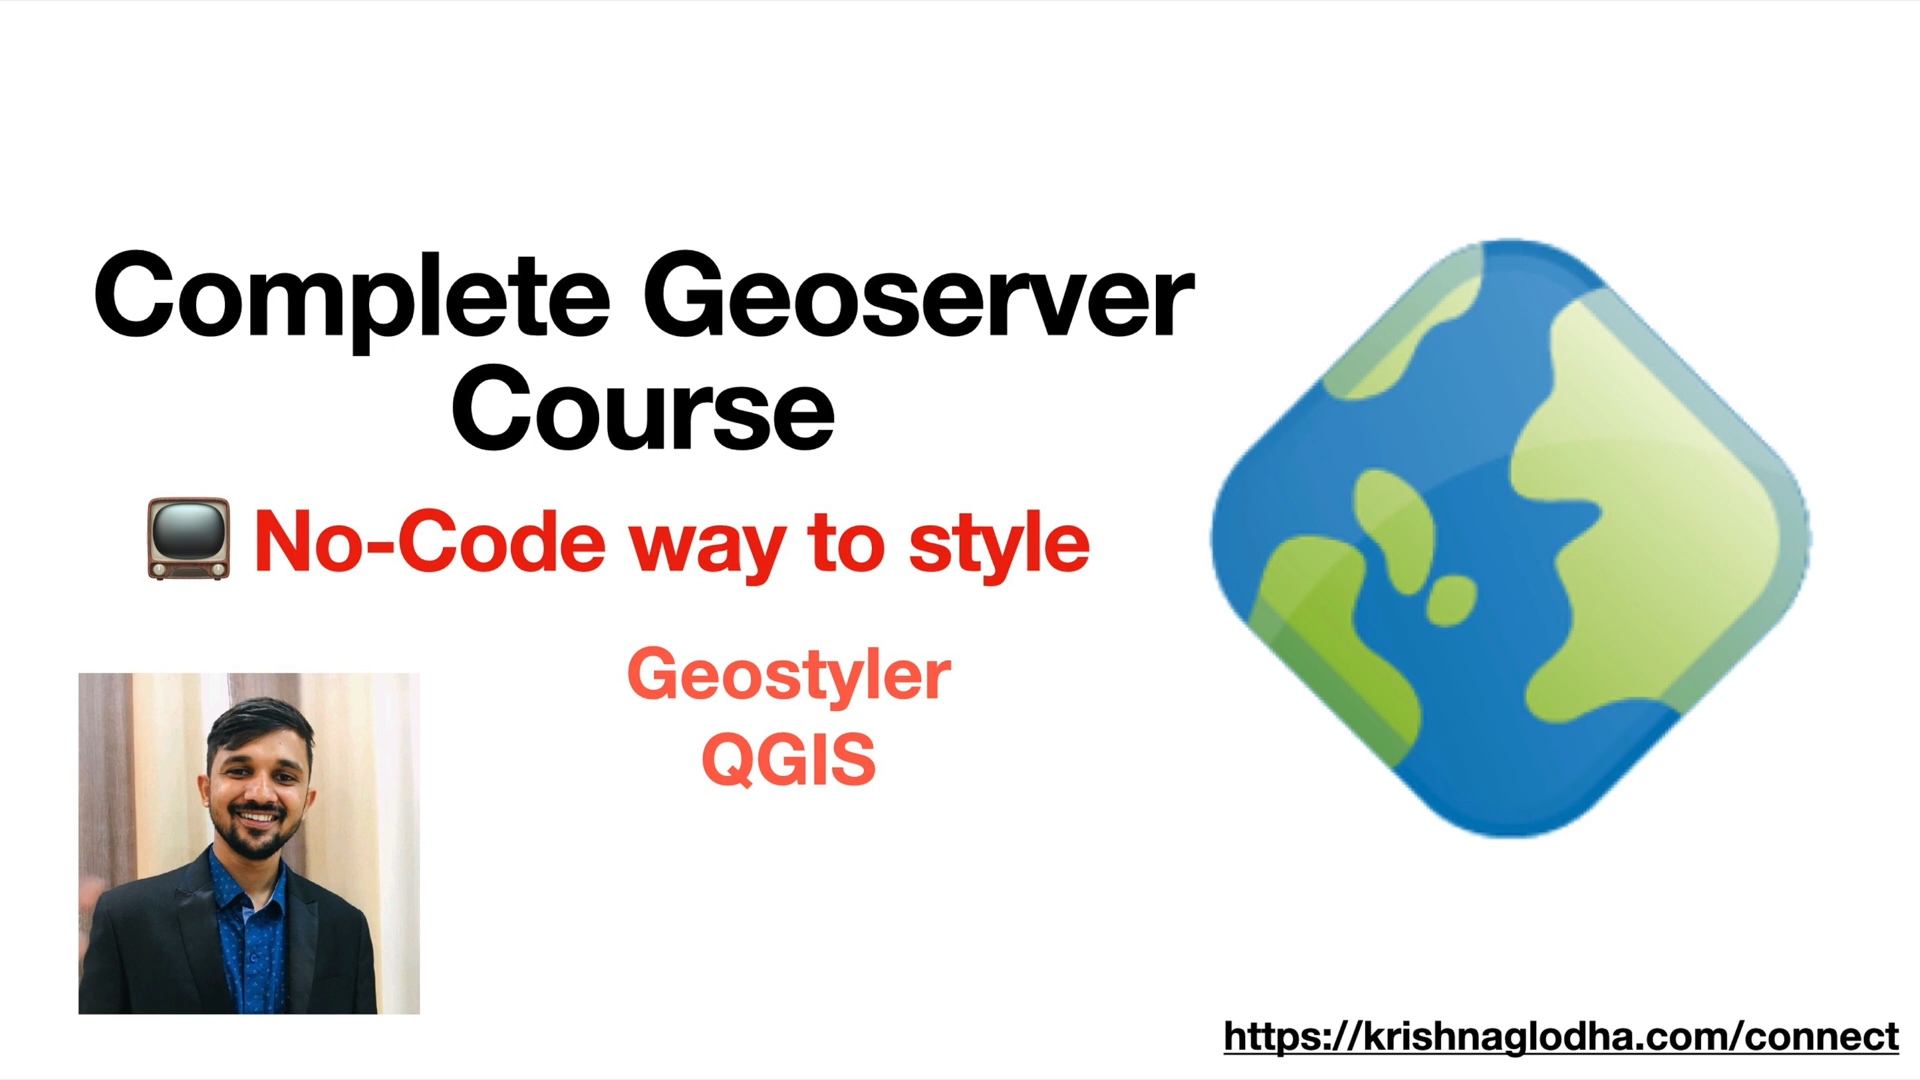 Complete Geoserver
Course
📺 No-Code way to style
Geostyler
QGIS
https://krishnaglodha.com/connect